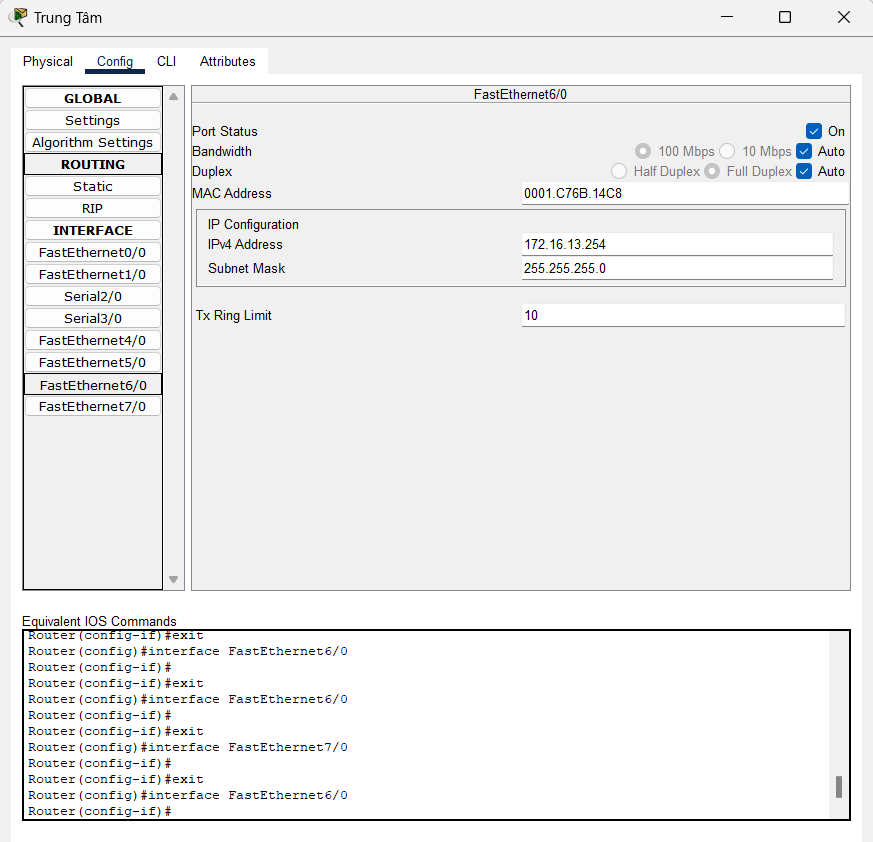 Trung Tâm
Physical Config CLI Attributes
GLOBAL
Settings
Algorithm Settings
ROUTING
Static
RIP
INTERFACE
FastEthernet0/0
FastEthernet1/0
Serial2/0
Serial3/0
FastEthernet4/0
FastEthernet5/0
FastEthernet6/0
FastEthernet7/0
FastEthernet6/0
Port Status On
Bandwidth 100 Mbps 10 Mbps Auto
Duplex Half Duplex Full Duplex Auto
MAC Address 0001.C76B.14C8
IP Configuration
IPv4 Address 172.16.13.254
Subnet Mask 255.255.255.0
Tx Ring Limit 10
Equivalent IOS Commands
Router(config-if)#exit
Router(config)#interface FastEthernet6/0
Router(config-if)#
Router(config-if)#exit
Router(config)#interface FastEthernet6/0
Router(config-if)#
Router(config-if)#exit
Router(config)#interface FastEthernet7/0
Router(config-if)#
Router(config-if)#exit
Router(config)#interface FastEthernet6/0
Router(config-if)#